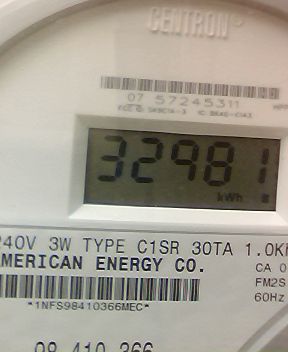 CENTRON
07 57245311
32981
kWh
240V 3W TYPE C1SR 30TA 1.0K
AMERICAN ENERGY CO.
CA 0
FM2S
*1NFS98410366MEC*
60Hz
98 410 366